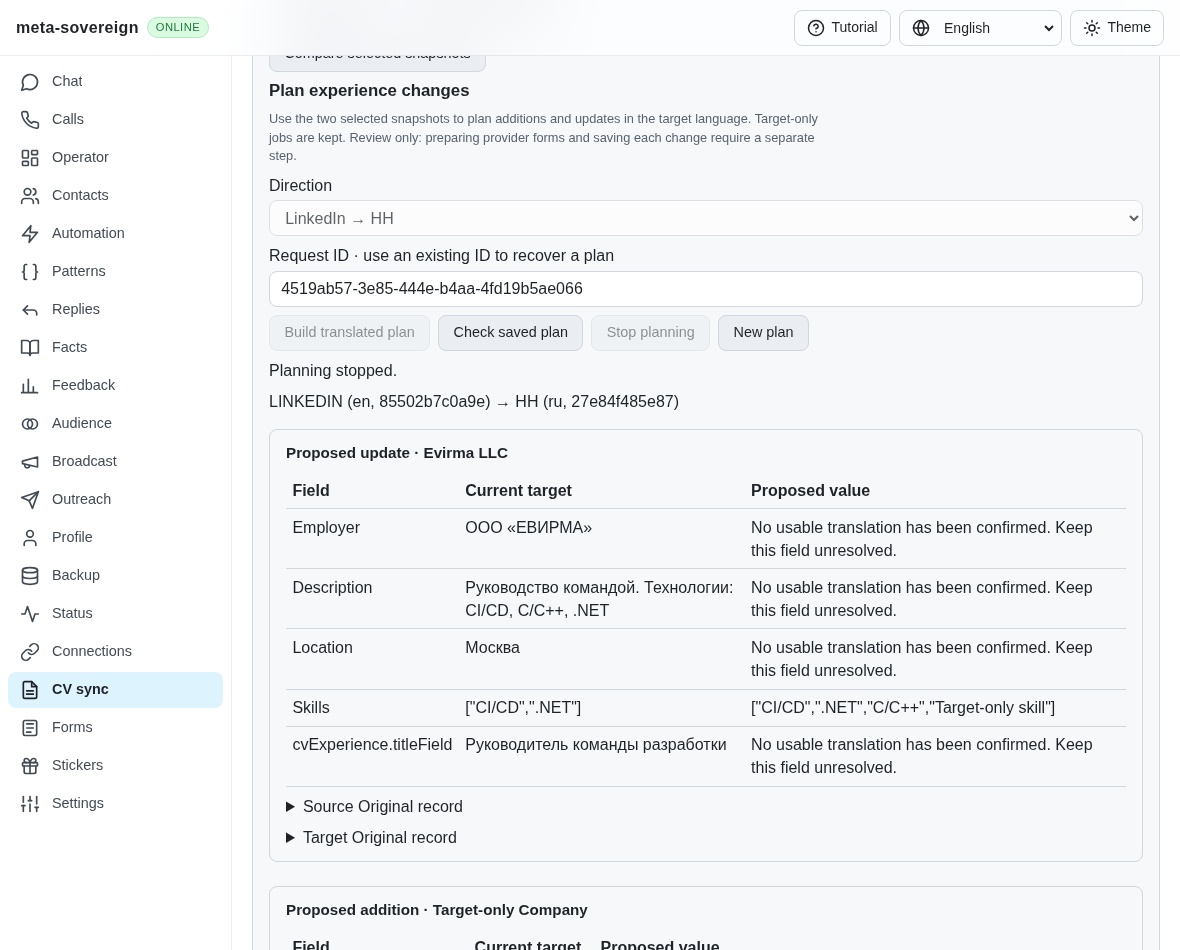 meta-sovereign
ONLINE
Tutorial
English
Theme
Compare selected snapshots
Chat
Calls
Operator
Contacts
Automation
Patterns
Replies
Facts
Feedback
Audience
Broadcast
Outreach
Profile
Backup
Status
Connections
CV sync
Forms
Stickers
Settings
Plan experience changes
Use the two selected snapshots to plan additions and updates in the target language. Target-only
jobs are kept. Review only: preparing provider forms and saving each change require a separate
step.
Direction
LinkedIn → HH
Request ID · use an existing ID to recover a plan
4519ab57-3e85-444e-b4aa-4fd19b5ae066
Build translated plan
Check saved plan
Stop planning
New plan
Planning stopped.
LINKEDIN (en, 85502b7c0a9e) → HH (ru, 27e84f485e87)
Proposed update · Evirma LLC
Field Current target Proposed value
Employer ООО «ЕВИРМА» No usable translation has been confirmed. Keep
this field unresolved.
Description Руководство командой. Технологии: No usable translation has been confirmed. Keep
CI/CD, C/C++, .NET this field unresolved.
Location Москва No usable translation has been confirmed. Keep
this field unresolved.
Skills ["CI/CD",".NET"] ["CI/CD",".NET","C/C++","Target-only skill"]
cvExperience.titleField Руководитель команды разработки No usable translation has been confirmed. Keep
this field unresolved.
Source Original record
Target Original record
Proposed addition · Target-only Company
Field Current target Proposed value